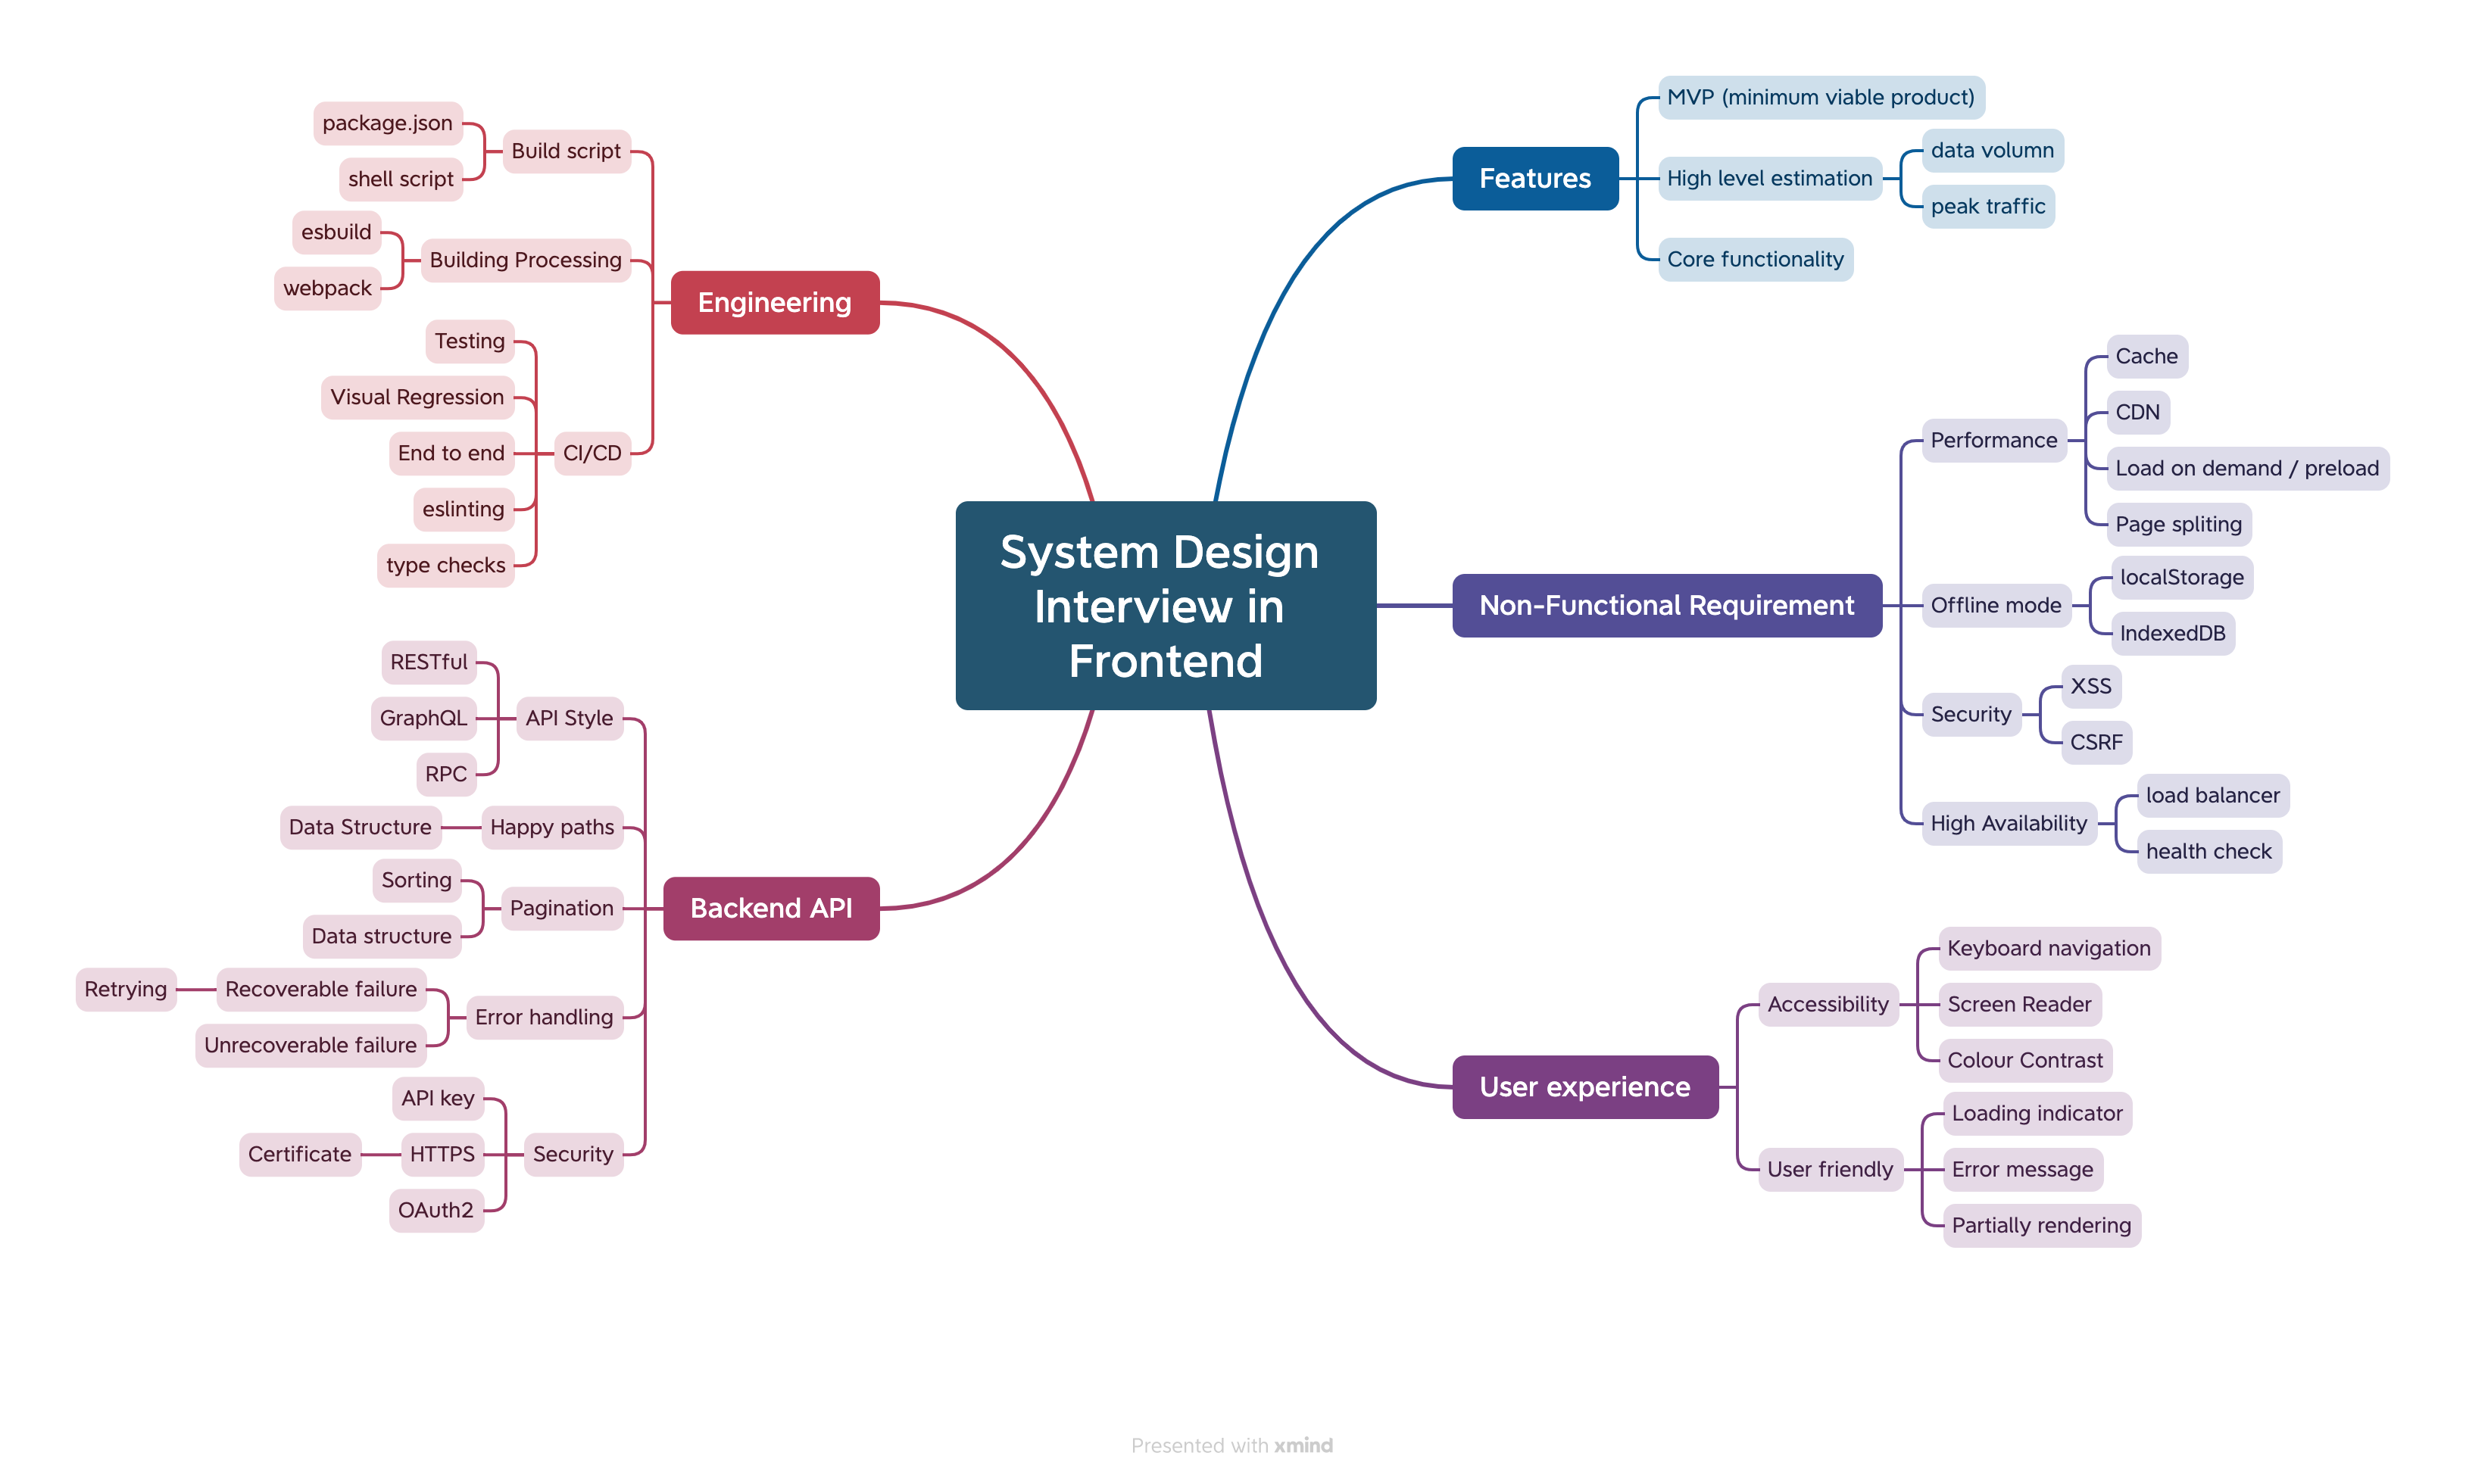 System Design
Interview in
Frontend
Features
MVP (minimum viable product)
High level estimation
data volumn
peak traffic
Core functionality
Non-Functional Requirement
Performance
Cache
CDN
Load on demand / preload
Page spliting
Offline mode
localStorage
IndexedDB
Security
XSS
CSRF
High Availability
load balancer
health check
User experience
Accessibility
Keyboard navigation
Screen Reader
Colour Contrast
User friendly
Loading indicator
Error message
Partially rendering
Engineering
Build script
package.json
shell script
Building Processing
esbuild
webpack
CI/CD
Testing
Visual Regression
End to end
eslinting
type checks
Backend API
API Style
RESTful
GraphQL
RPC
Happy paths
Data Structure
Pagination
Sorting
Data structure
Error handling
Recoverable failure
Retrying
Unrecoverable failure
Security
API key
HTTPS
Certificate
OAuth2
Presented with xmind